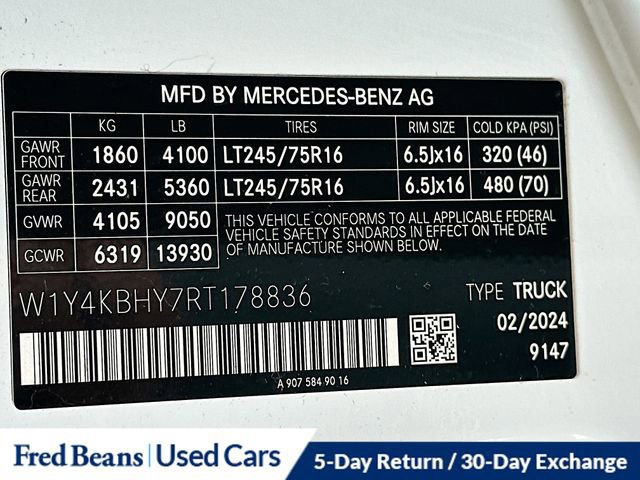 MFD BY MERCEDES-BENZ AG
KG LB TIRES RIM SIZE COLD KPA (PSI)
GAWR FRONT 1860 4100 LT245/75R16 6.5Jx16 320 (46)
GAWR REAR 2431 5360 LT245/75R16 6.5Jx16 480 (70)
GVWR 4105 9050
GCWR 6319 13930
THIS VEHICLE CONFORMS TO ALL APPLICABLE FEDERAL
VEHICLE SAFETY STANDARDS IN EFFECT ON THE DATE
OF MANUFACTURE SHOWN BELOW.
W1Y4KBHY7RT178836
TYPE TRUCK
02/2024
9147
A 907 584 90 16
Fred Beans | Used Cars
5-Day Return / 30-Day Exchange